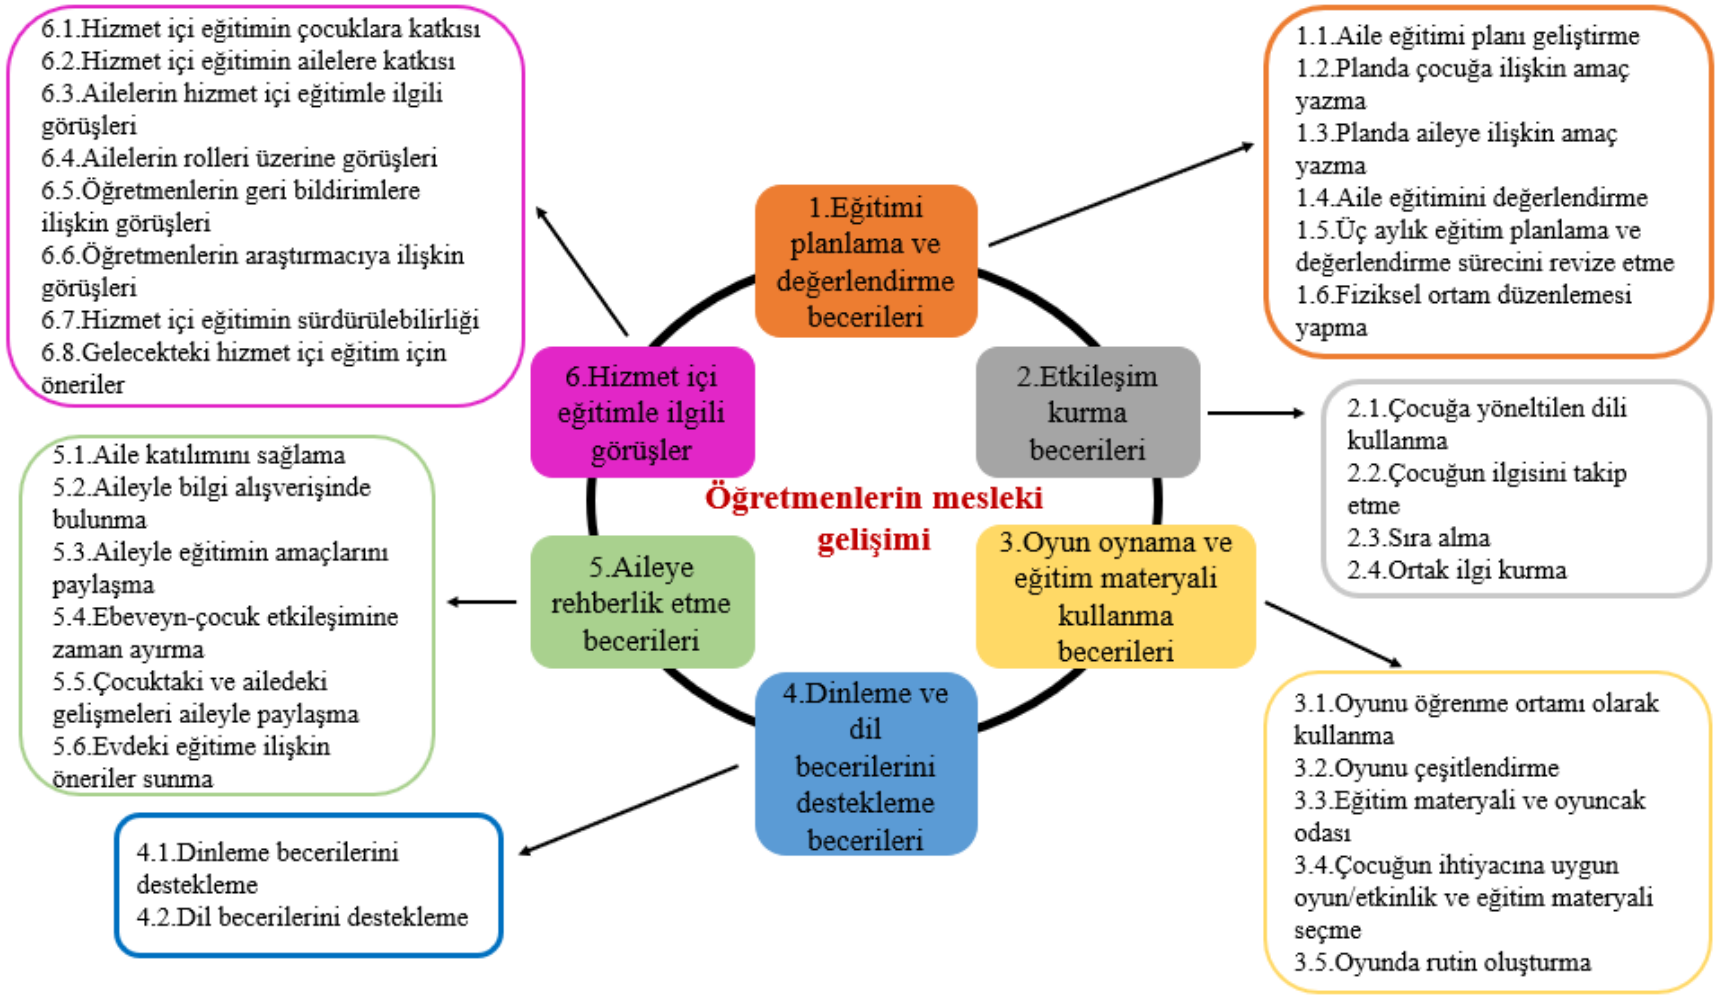 6.1.Hizmet içi eğitimin çocuklara katkısı
6.2.Hizmet içi eğitimin ailelere katkısı
6.3.Ailelerin hizmet içi eğitimle ilgili
görüşleri
6.4.Ailelerin rolleri üzerine görüşleri
6.5.Öğretmenlerin geri bildirimlere
ilişkin görüşleri
6.6.Öğretmenlerin araştırmacıya ilişkin
görüşleri
6.7.Hizmet içi eğitimin sürdürülebilirliği
6.8.Gelecekteki hizmet içi eğitim için
öneriler
1.1.Aile eğitimi planı geliştirme
1.2.Planda çocuğa ilişkin amaç
yazma
1.3.Planda aileye ilişkin amaç
yazma
1.4.Aile eğitimini değerlendirme
1.5.Üç aylık eğitim planlama ve
değerlendirme sürecini revize etme
1.6.Fiziksel ortam düzenlemesi
yapma
1.Eğitimi
planlama ve
değerlendirme
becerileri
6.Hizmet içi
eğitimle ilgili
görüşler
2.Etkileşim
kurma
becerileri
2.1.Çocuğa yöneltilen dili
kullanma
2.2.Çocuğun ilgisini takip
etme
2.3.Sıra alma
2.4.Ortak ilgi kurma
Öğretmenlerin mesleki
gelişimi
5.1.Aile katılımını sağlama
5.2.Aileyle bilgi alışverişinde
bulunma
5.3.Aileyle eğitimin amaçlarını
paylaşma
5.4.Ebeveyn-çocuk etkileşimine
zaman ayırma
5.5.Çocuktaki ve ailedeki
gelişmeleri aileyle paylaşma
5.6.Evdeki eğitime ilişkin
öneriler sunma
5.Aileye
rehberlik etme
becerileri
3.Oyun oynama ve
eğitim materyali
kullanma
becerileri
4.Dinleme ve
dil
becerilerini
destekleme
becerileri
3.1.Oyunu öğrenme ortamı olarak
kullanma
3.2.Oyunu çeşitlendirme
3.3.Eğitim materyali ve oyuncak
odası
3.4.Çocuğun ihtiyacına uygun
oyun/etkinlik ve eğitim materyali
seçme
3.5.Oyunda rutin oluşturma
4.1.Dinleme becerilerini
destekleme
4.2.Dil becerilerini destekleme